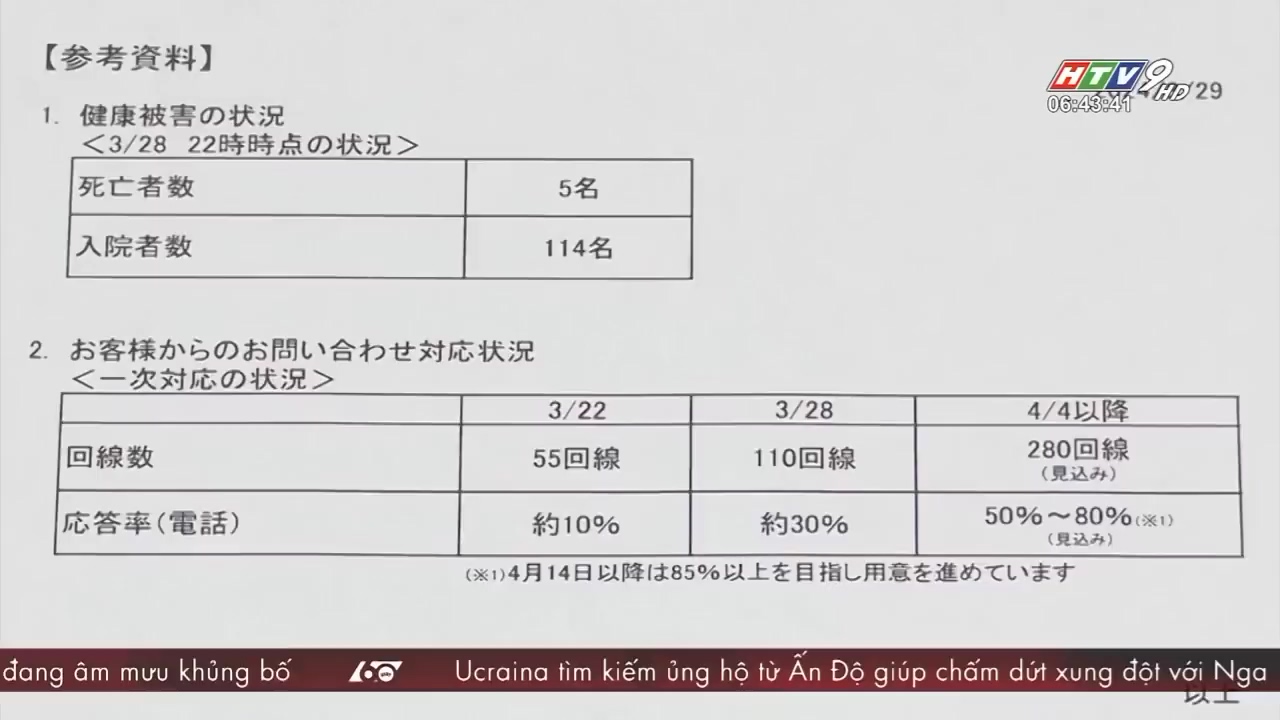 【参考資料】
HTV9 HD
06:43:41
/29
1. 健康被害の状況
＜3/28 22時時点の状況＞
死亡者数 5名
入院者数 114名
2. お客様からのお問い合わせ対応状況
＜一次対応の状況＞
3/22 3/28 4/4以降
回線数 55回線 110回線 280回線
(見込み)
応答率(電話) 約10% 約30% 50%～80%(※1)
(見込み)
(※1)4月14日以降は85%以上を目指し用意を進めています
đang âm mưu khủng bố 60 giây Ucraina tìm kiếm ủng hộ từ Ấn Độ giúp chấm dứt xung đột với Nga
以上